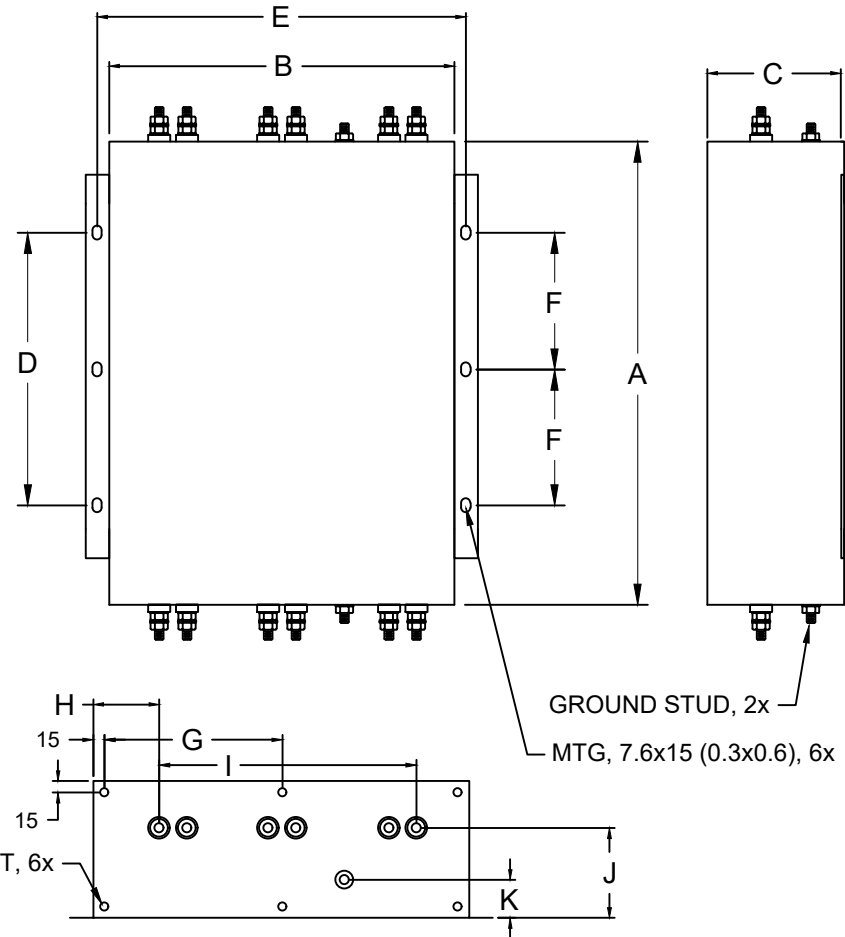 E
B
C
F
D
A
F
H
GROUND STUD, 2x
G
15
I
MTG, 7.6x15 (0.3x0.6), 6x
15
T, 6x
J
K